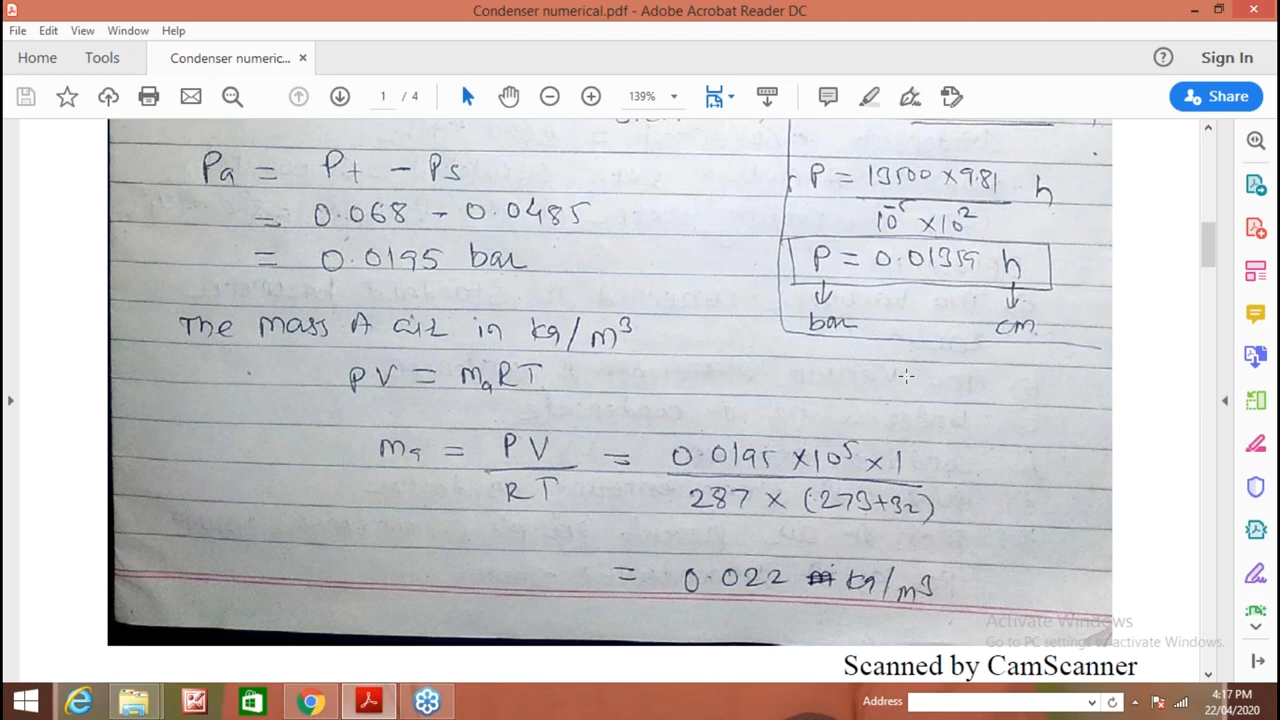 Condenser numerical.pdf - Adobe Acrobat Reader DC
File Edit View Window Help
Home Tools Condenser numeric... × Sign In
1 / 4 139% Share
Pa = Pt - Ps
= 0.068 - 0.0485
= 0.0195 bar
P = 13500 × 9.81 h
10⁵ × 10²
P = 0.01359 h
bar cm.
The mass of air in kg/m³
PV = maRT
ma = PV = 0.0195 × 10⁵ × 1
RT 287 × (273+32)
= 0.022 kg/m³
Activate Windows
Go to PC settings to activate Windows.
Scanned by CamScanner
Address 4:17 PM
22/04/2020